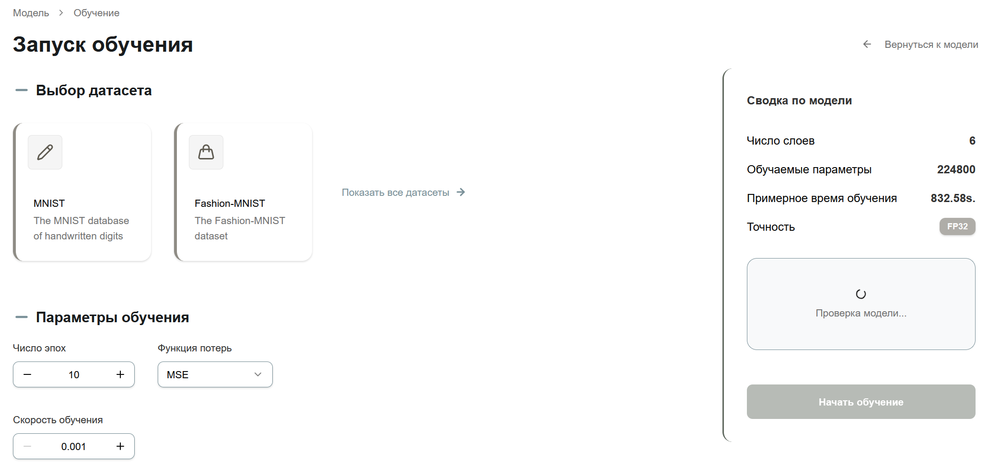 Модель
Обучение
Запуск обучения
Вернуться к модели
Выбор датасета
MNIST
The MNIST database
of handwritten digits
Fashion-MNIST
The Fashion-MNIST
dataset
Показать все датасеты
Параметры обучения
Число эпох
10
Функция потерь
MSE
Скорость обучения
0.001
Сводка по модели
Число слоев
6
Обучаемые параметры
224800
Примерное время обучения
832.58s.
Точность
FP32
Проверка модели...
Начать обучение